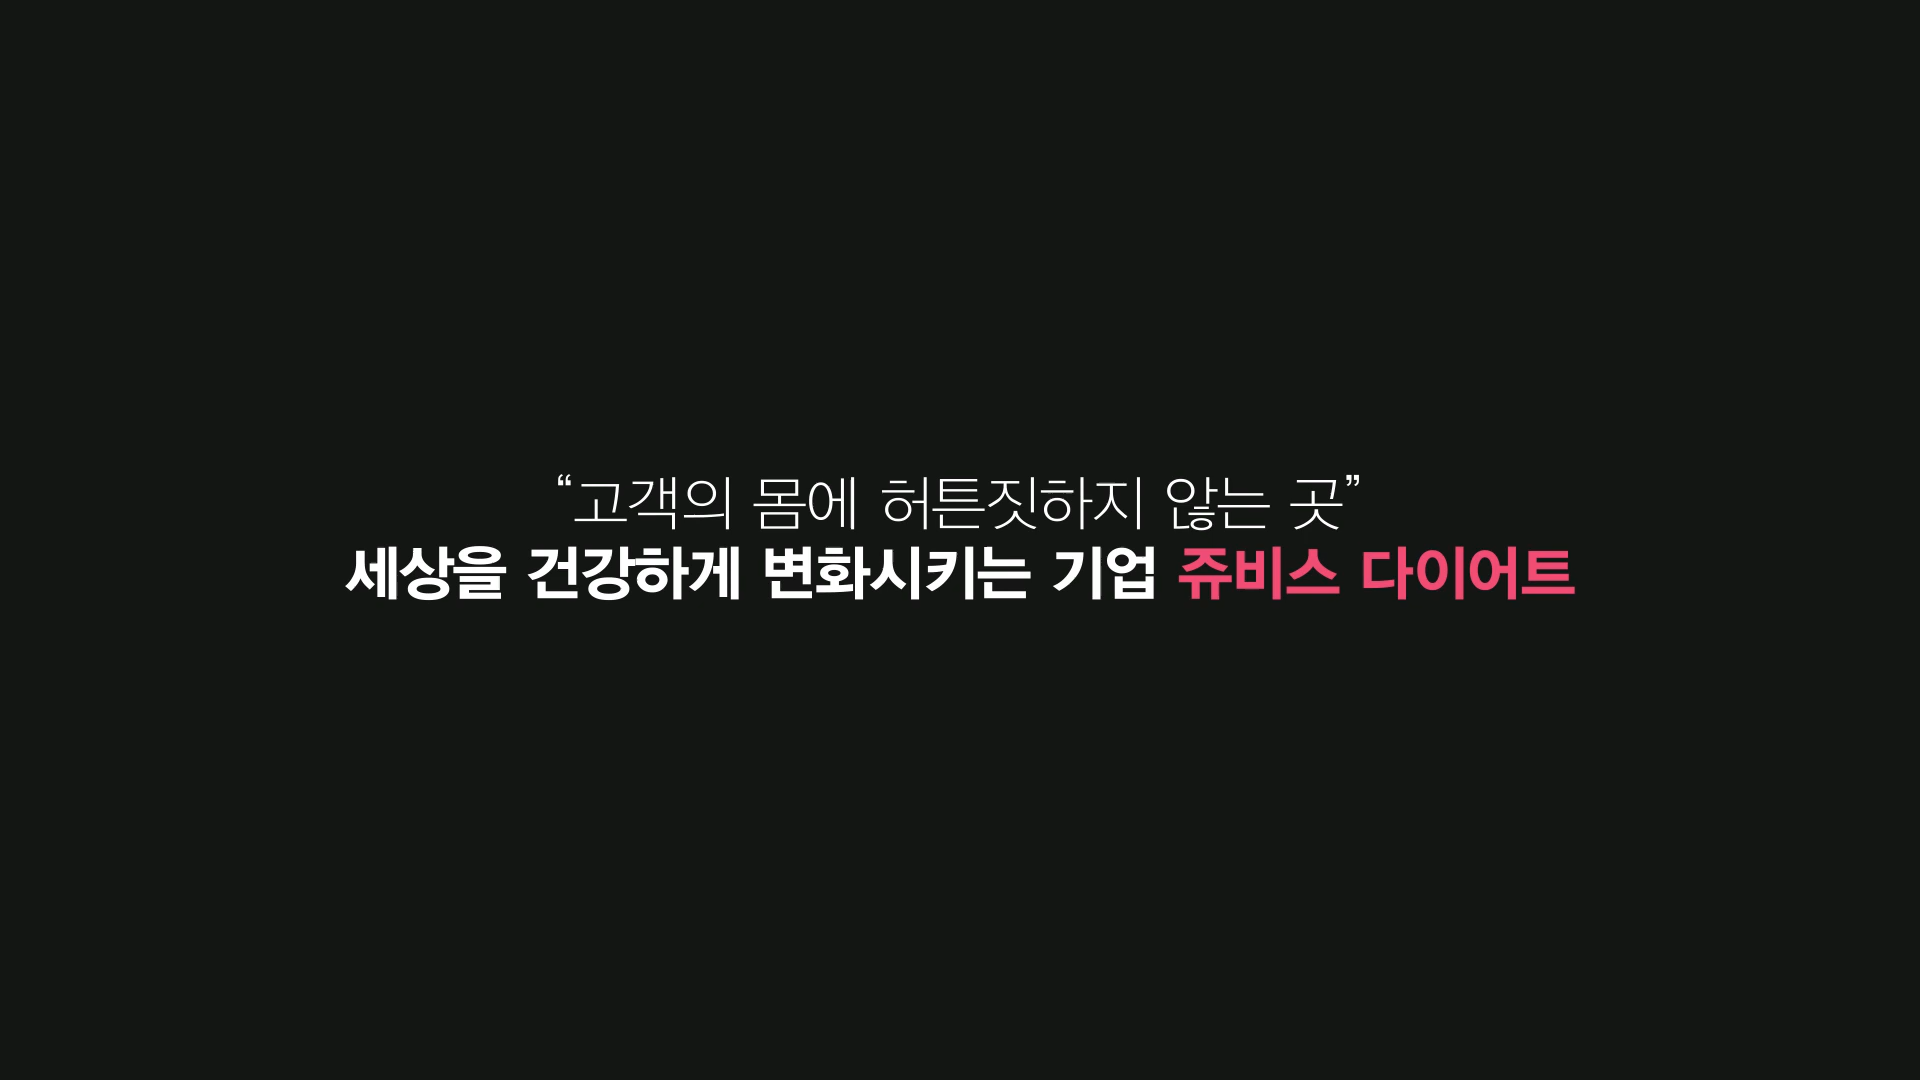 “고객의 몸에 허튼짓하지 않는 곳”
세상을 건강하게 변화시키는 기업 쥬비스 다이어트